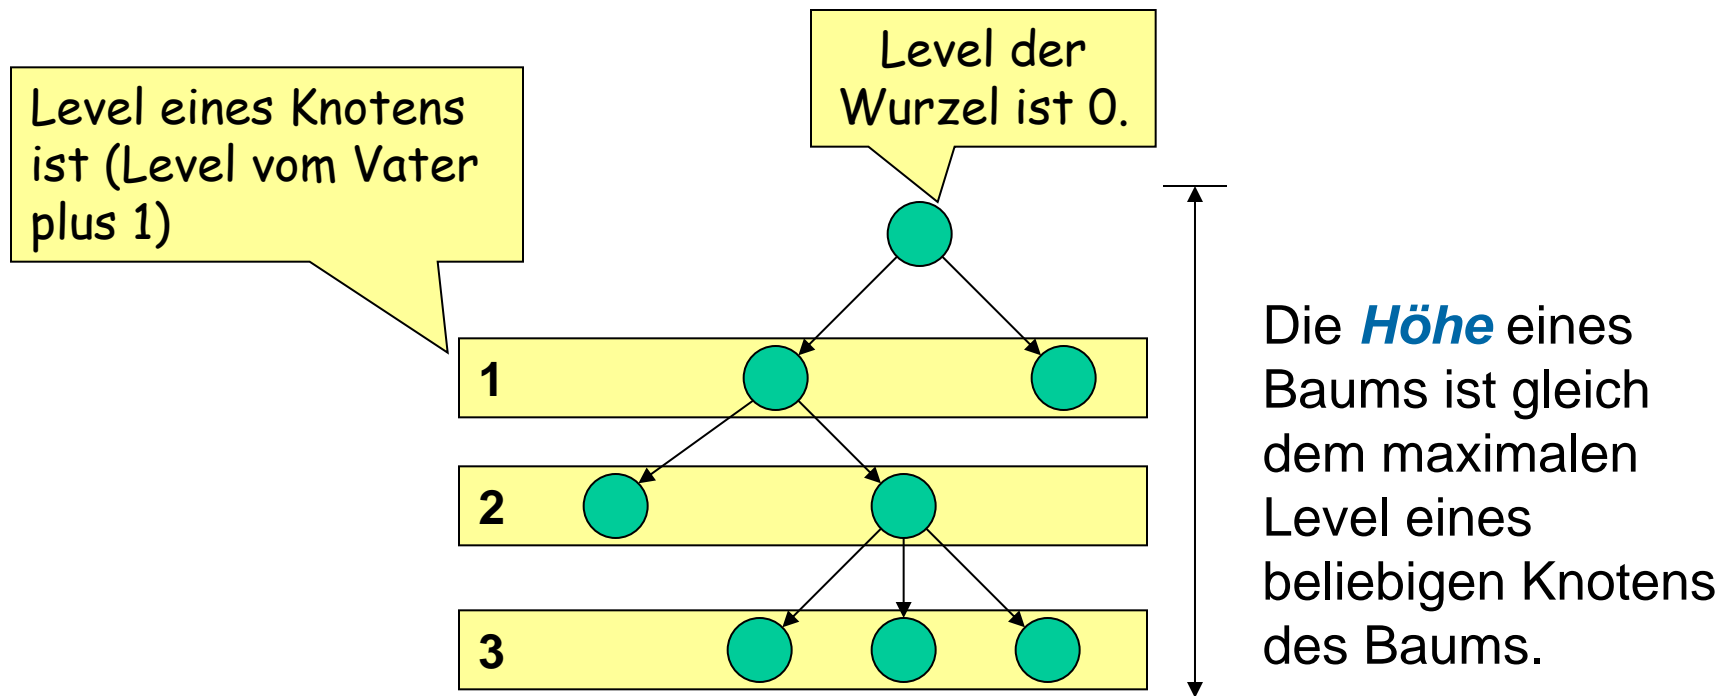 Level der
Wurzel ist 0.
Level eines Knotens
ist (Level vom Vater
plus 1)
1
2
3
Die Höhe eines
Baums ist gleich
dem maximalen
Level eines
beliebigen Knotens
des Baums.